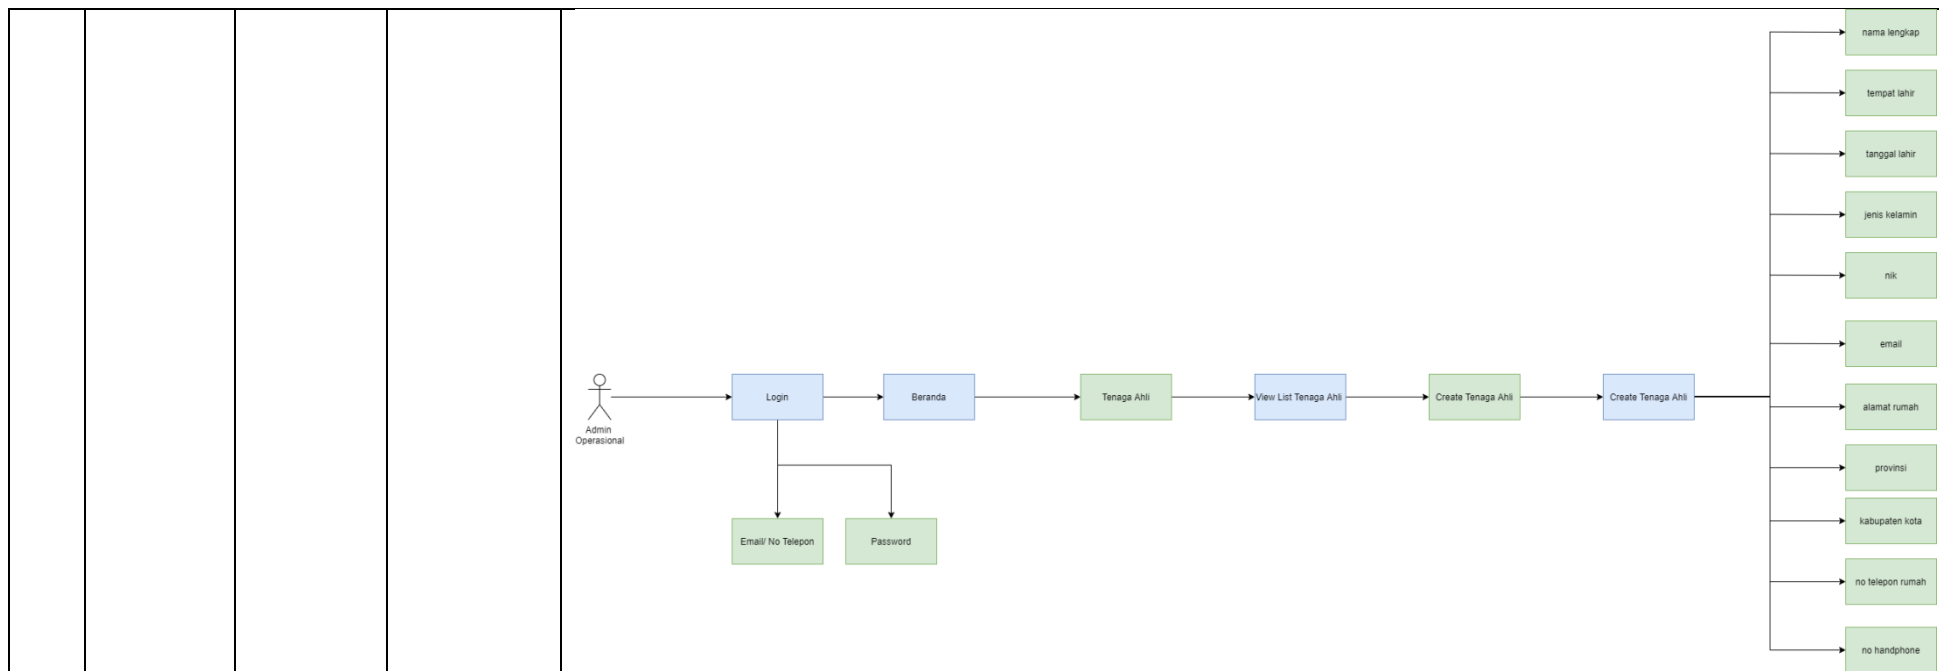 nama lengkap
tempat lahir
tanggal lahir
jenis kelamin
nik
email
Admin
Operasional
Login
Beranda
Tenaga Ahli
View List Tenaga Ahli
Create Tenaga Ahli
Create Tenaga Ahli
alamat rumah
provinsi
kabupaten kota
Email/ No Telepon
Password
no telepon rumah
no handphone